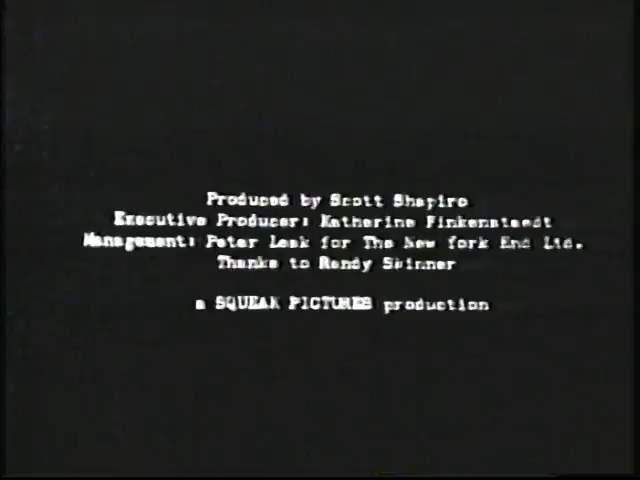 Produced by Scott Shapiro
Executive Producer: Katherine Finkenstaedt
Management: Peter Leak for The New York End Ltd.
Thanks to Randy Skinner
a SQUEAK PICTURES production